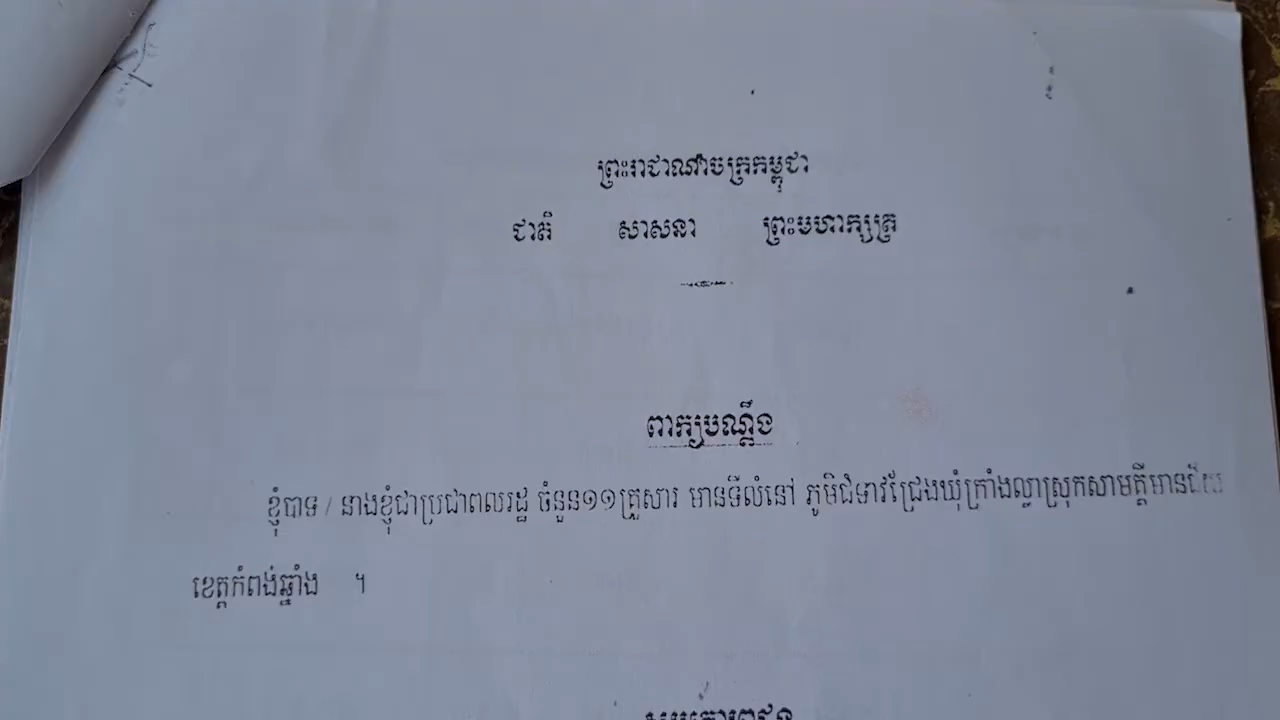 ព្រះរាជាណាចក្រកម្ពុជា
ជាតិ សាសនា ព្រះមហាក្សត្រ
ពាក្យបណ្ដឹង
ខ្ញុំបាទ / នាងខ្ញុំជាប្រជាពលរដ្ឋ ចំនួន១១គ្រួសារ មានទីលំនៅ ភូមិជំទាវជ្រែងឃុំក្រាំងល្វាស្រុកសាមគ្គីមានជ័យ
ខេត្តកំពង់ឆ្នាំង ។